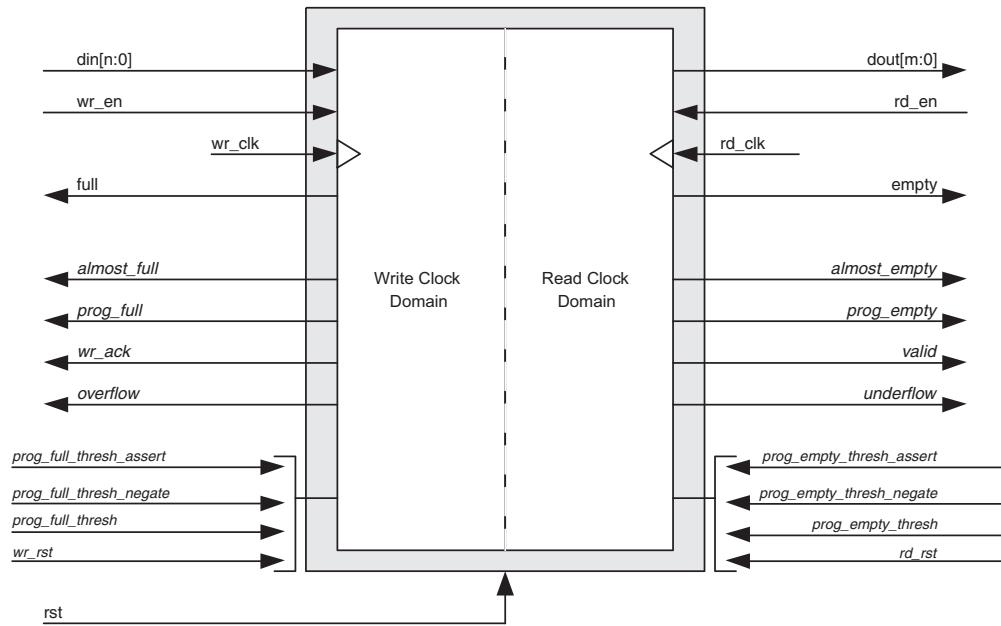 din[n:0]
dout[m:0]
wr_en
rd_en
wr_clk
rd_clk
full
empty
almost_full
Write Clock
Domain
Read Clock
Domain
almost_empty
prog_full
prog_empty
wr_ack
valid
overflow
underflow
prog_full_thresh_assert
prog_empty_thresh_assert
prog_full_thresh_negate
prog_empty_thresh_negate
prog_full_thresh
prog_empty_thresh
wr_rst
rd_rst
rst